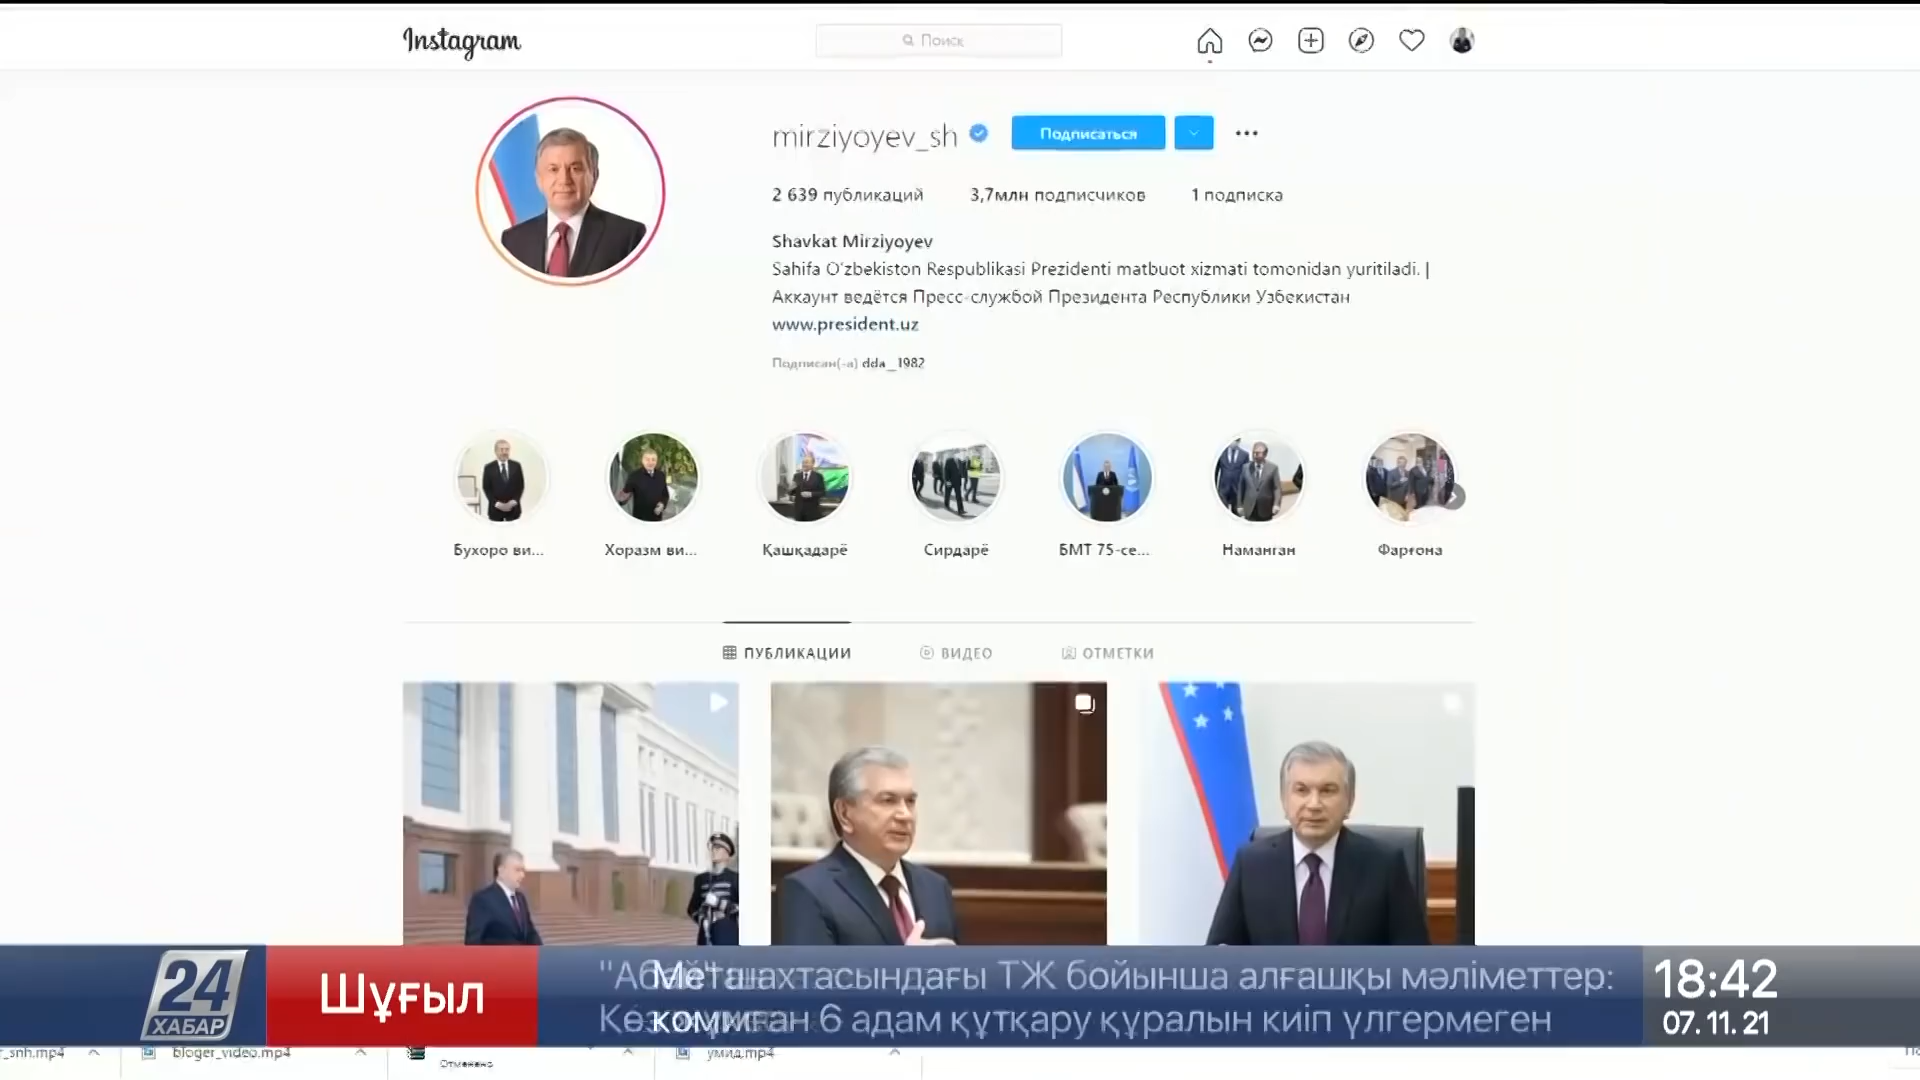 Instagram
Поиск
mirziyoyev_sh
Подписаться
2 639 публикаций 3,7млн подписчиков 1 подписка
Shavkat Mirziyoyev
Sahifa O'zbekiston Respublikasi Prezidenti matbuot xizmati tomonidan yuritiladi. |
Аккаунт ведётся Пресс-службой Президента Республики Узбекистан
www.president.uz
Подписан(-а) dda_1982
Бухоро ви... Хоразм ви... Қашқадарё Сирдарё БМТ 75-се... Наманган Фарғона
ПУБЛИКАЦИИ ВИДЕО ОТМЕТКИ
24
ХАБАР
Шұғыл
шахтасындағы ТЖ бойынша алғашқы мәліметтер:
6 адам құтқару құралын киіп үлгермеген
18:42
07.11.21
_snh.mp4 bloger_video.mp4 Отменено умид.mp4